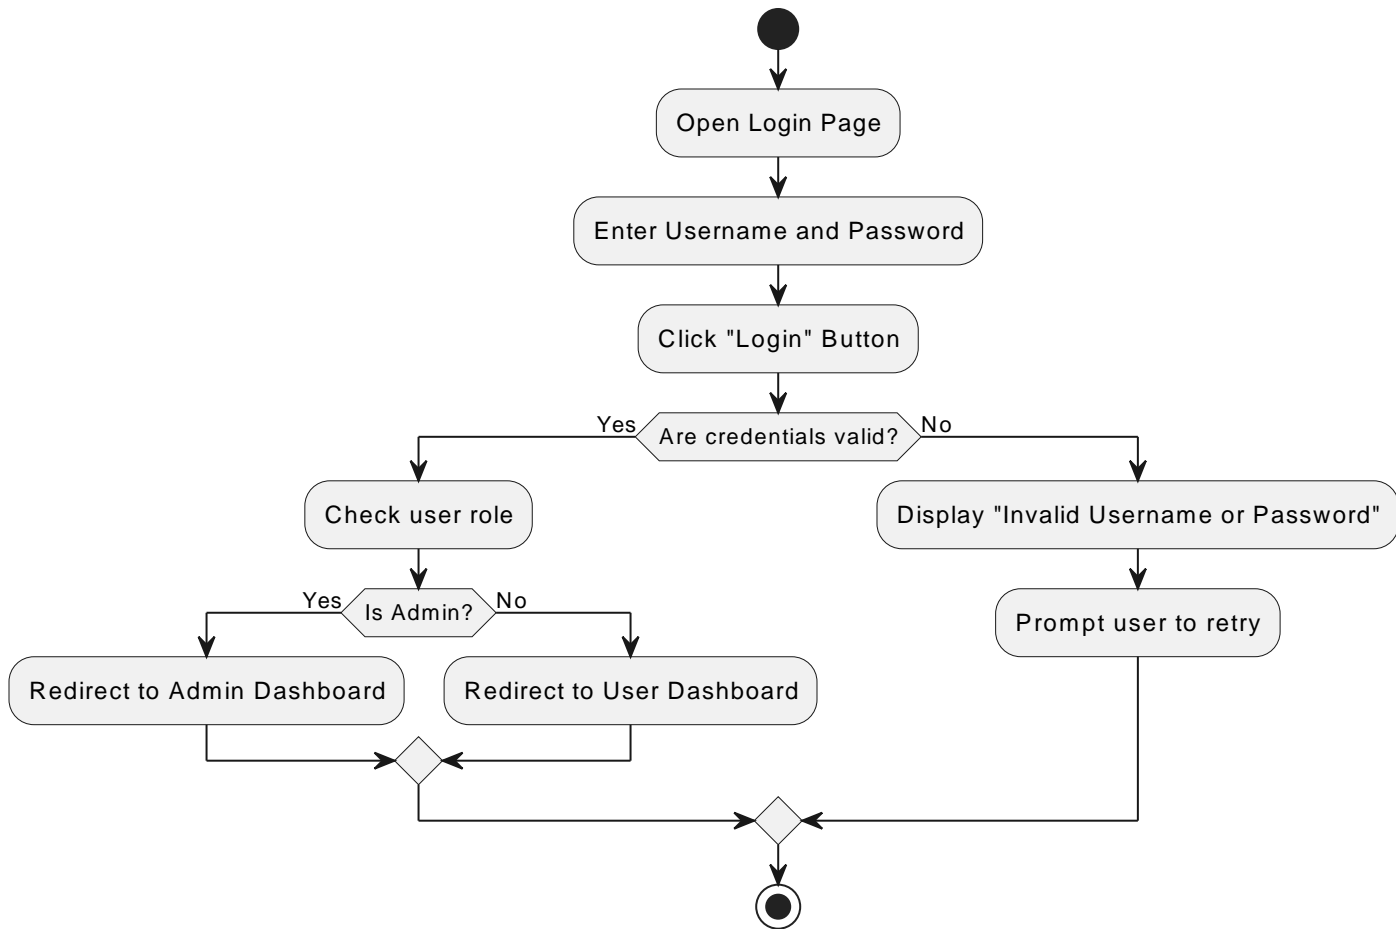 Open Login Page
Enter Username and Password
Click "Login" Button
Yes
Are credentials valid?
No
Check user role
Display "Invalid Username or Password"
Yes
Is Admin?
No
Prompt user to retry
Redirect to Admin Dashboard
Redirect to User Dashboard